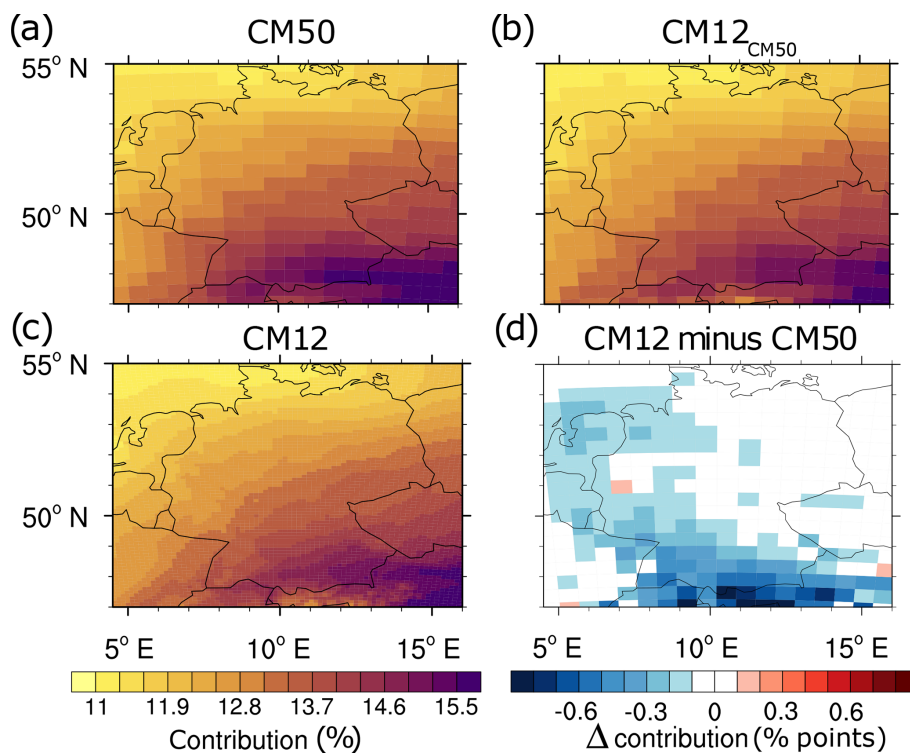 (a) CM50
(b) CM12CM50
55° N
50° N
(c) CM12
(d) CM12 minus CM50
55° N
50° N
5° E 10° E 15° E
5° E 10° E 15° E
11 11.9 12.8 13.7 14.6 15.5
Contribution (%)
-0.6 -0.3 0 0.3 0.6
Δ contribution (% points)